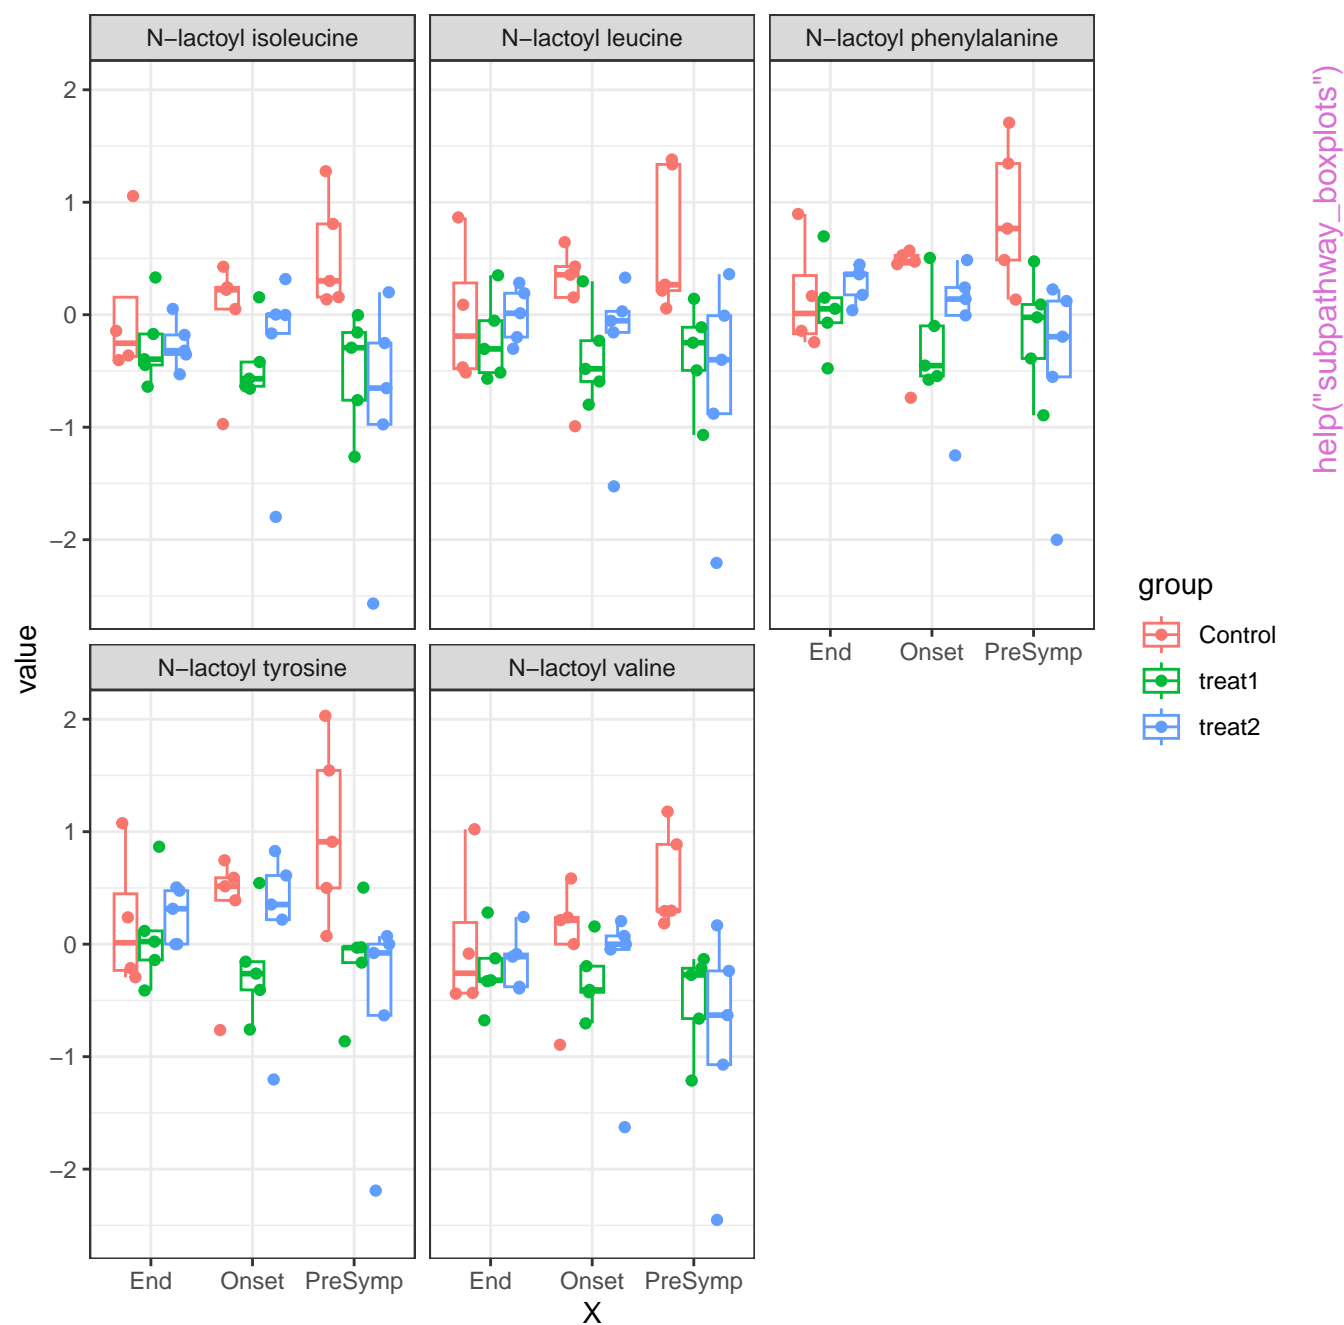 N−lactoyl isoleucine
N−lactoyl leucine
N−lactoyl phenylalanine
2
1
0
−1
−2
End Onset PreSymp
N−lactoyl tyrosine
N−lactoyl valine
2
1
0
−1
−2
End Onset PreSymp
End Onset PreSymp
X
value
group
Control
treat1
treat2
help("subpathway_boxplots")